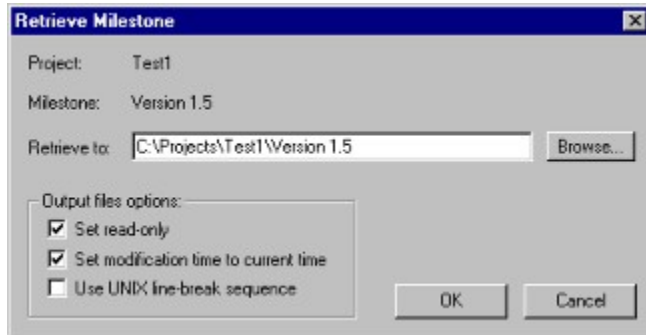 Retrieve Milestone
Project: Test1
Milestone: Version 1.5
Retrieve to: C:\Projects\Test1\Version 1.5 Browse...
Output files options:
Set read-only
Set modification time to current time
Use UNIX line-break sequence
OK Cancel